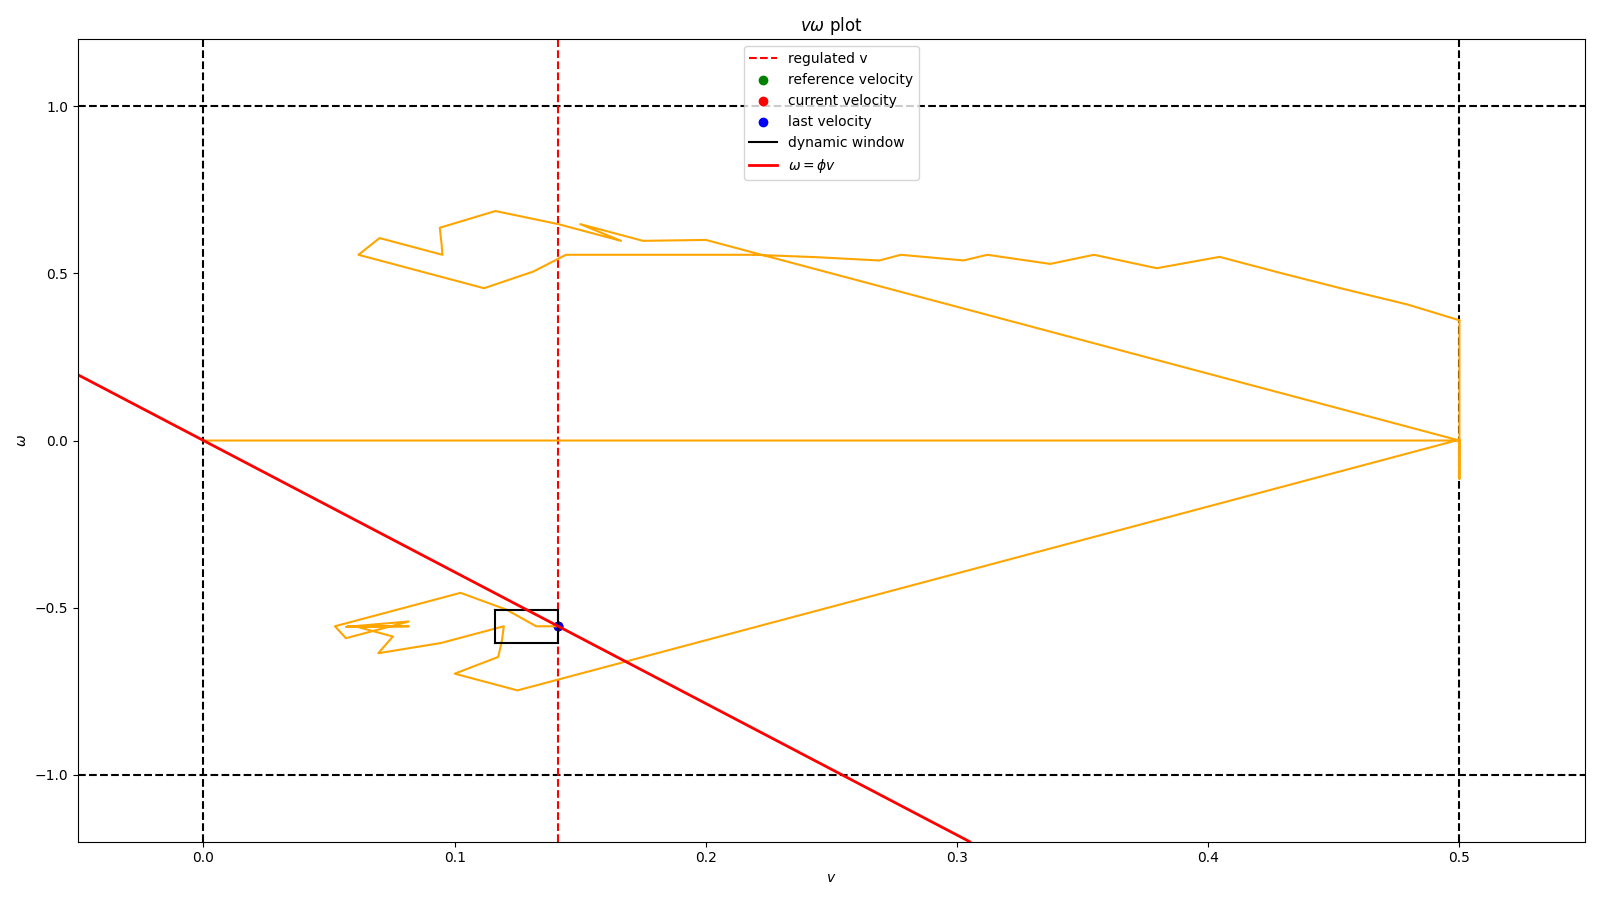 vω plot
regulated v
reference velocity
current velocity
last velocity
dynamic window
ω = ϕv
1.0
0.5
0.0
−0.5
−1.0
ω
0.0 0.1 0.2 0.3 0.4 0.5
v